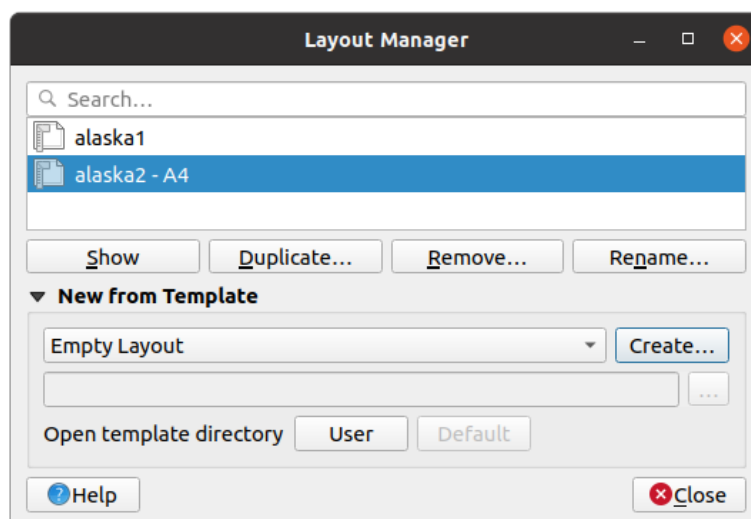 Layout Manager
Search…
alaska1
alaska2 - A4
Show Duplicate… Remove… Rename…
New from Template
Empty Layout Create…
…
Open template directory User Default
Help Close